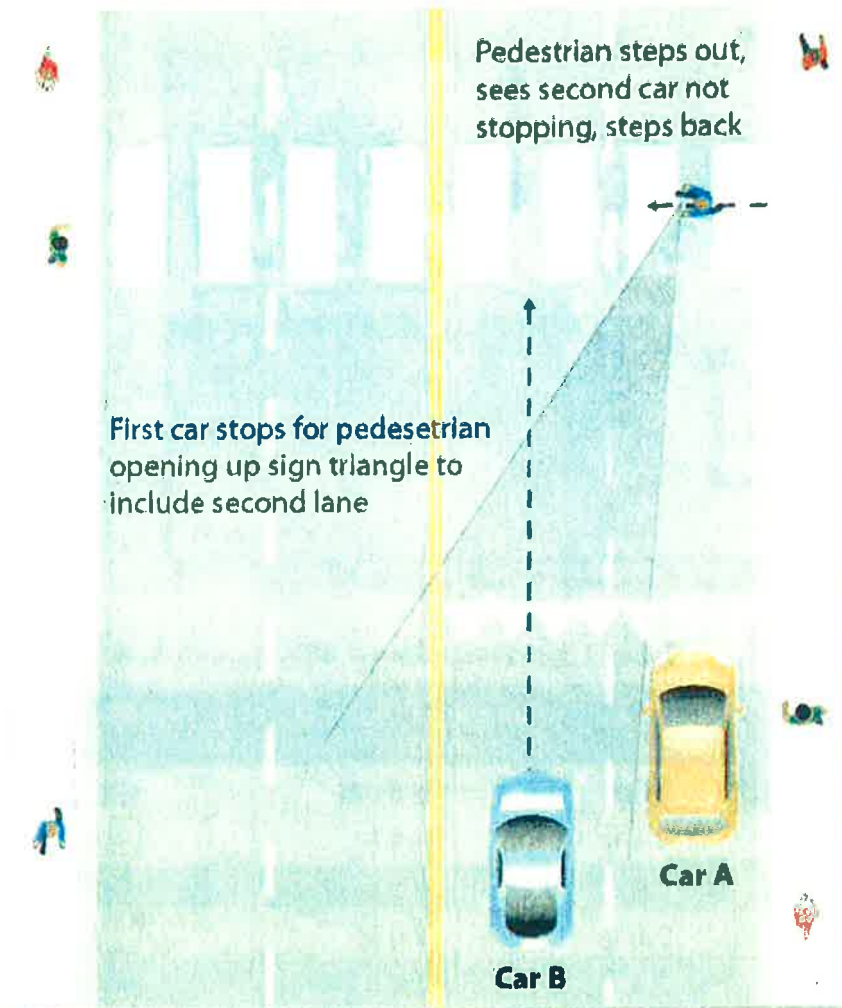 Pedestrian steps out,
sees second car not
stopping, steps back
First car stops for pedesetrian
opening up sign triangle to
include second lane
Car A
Car B